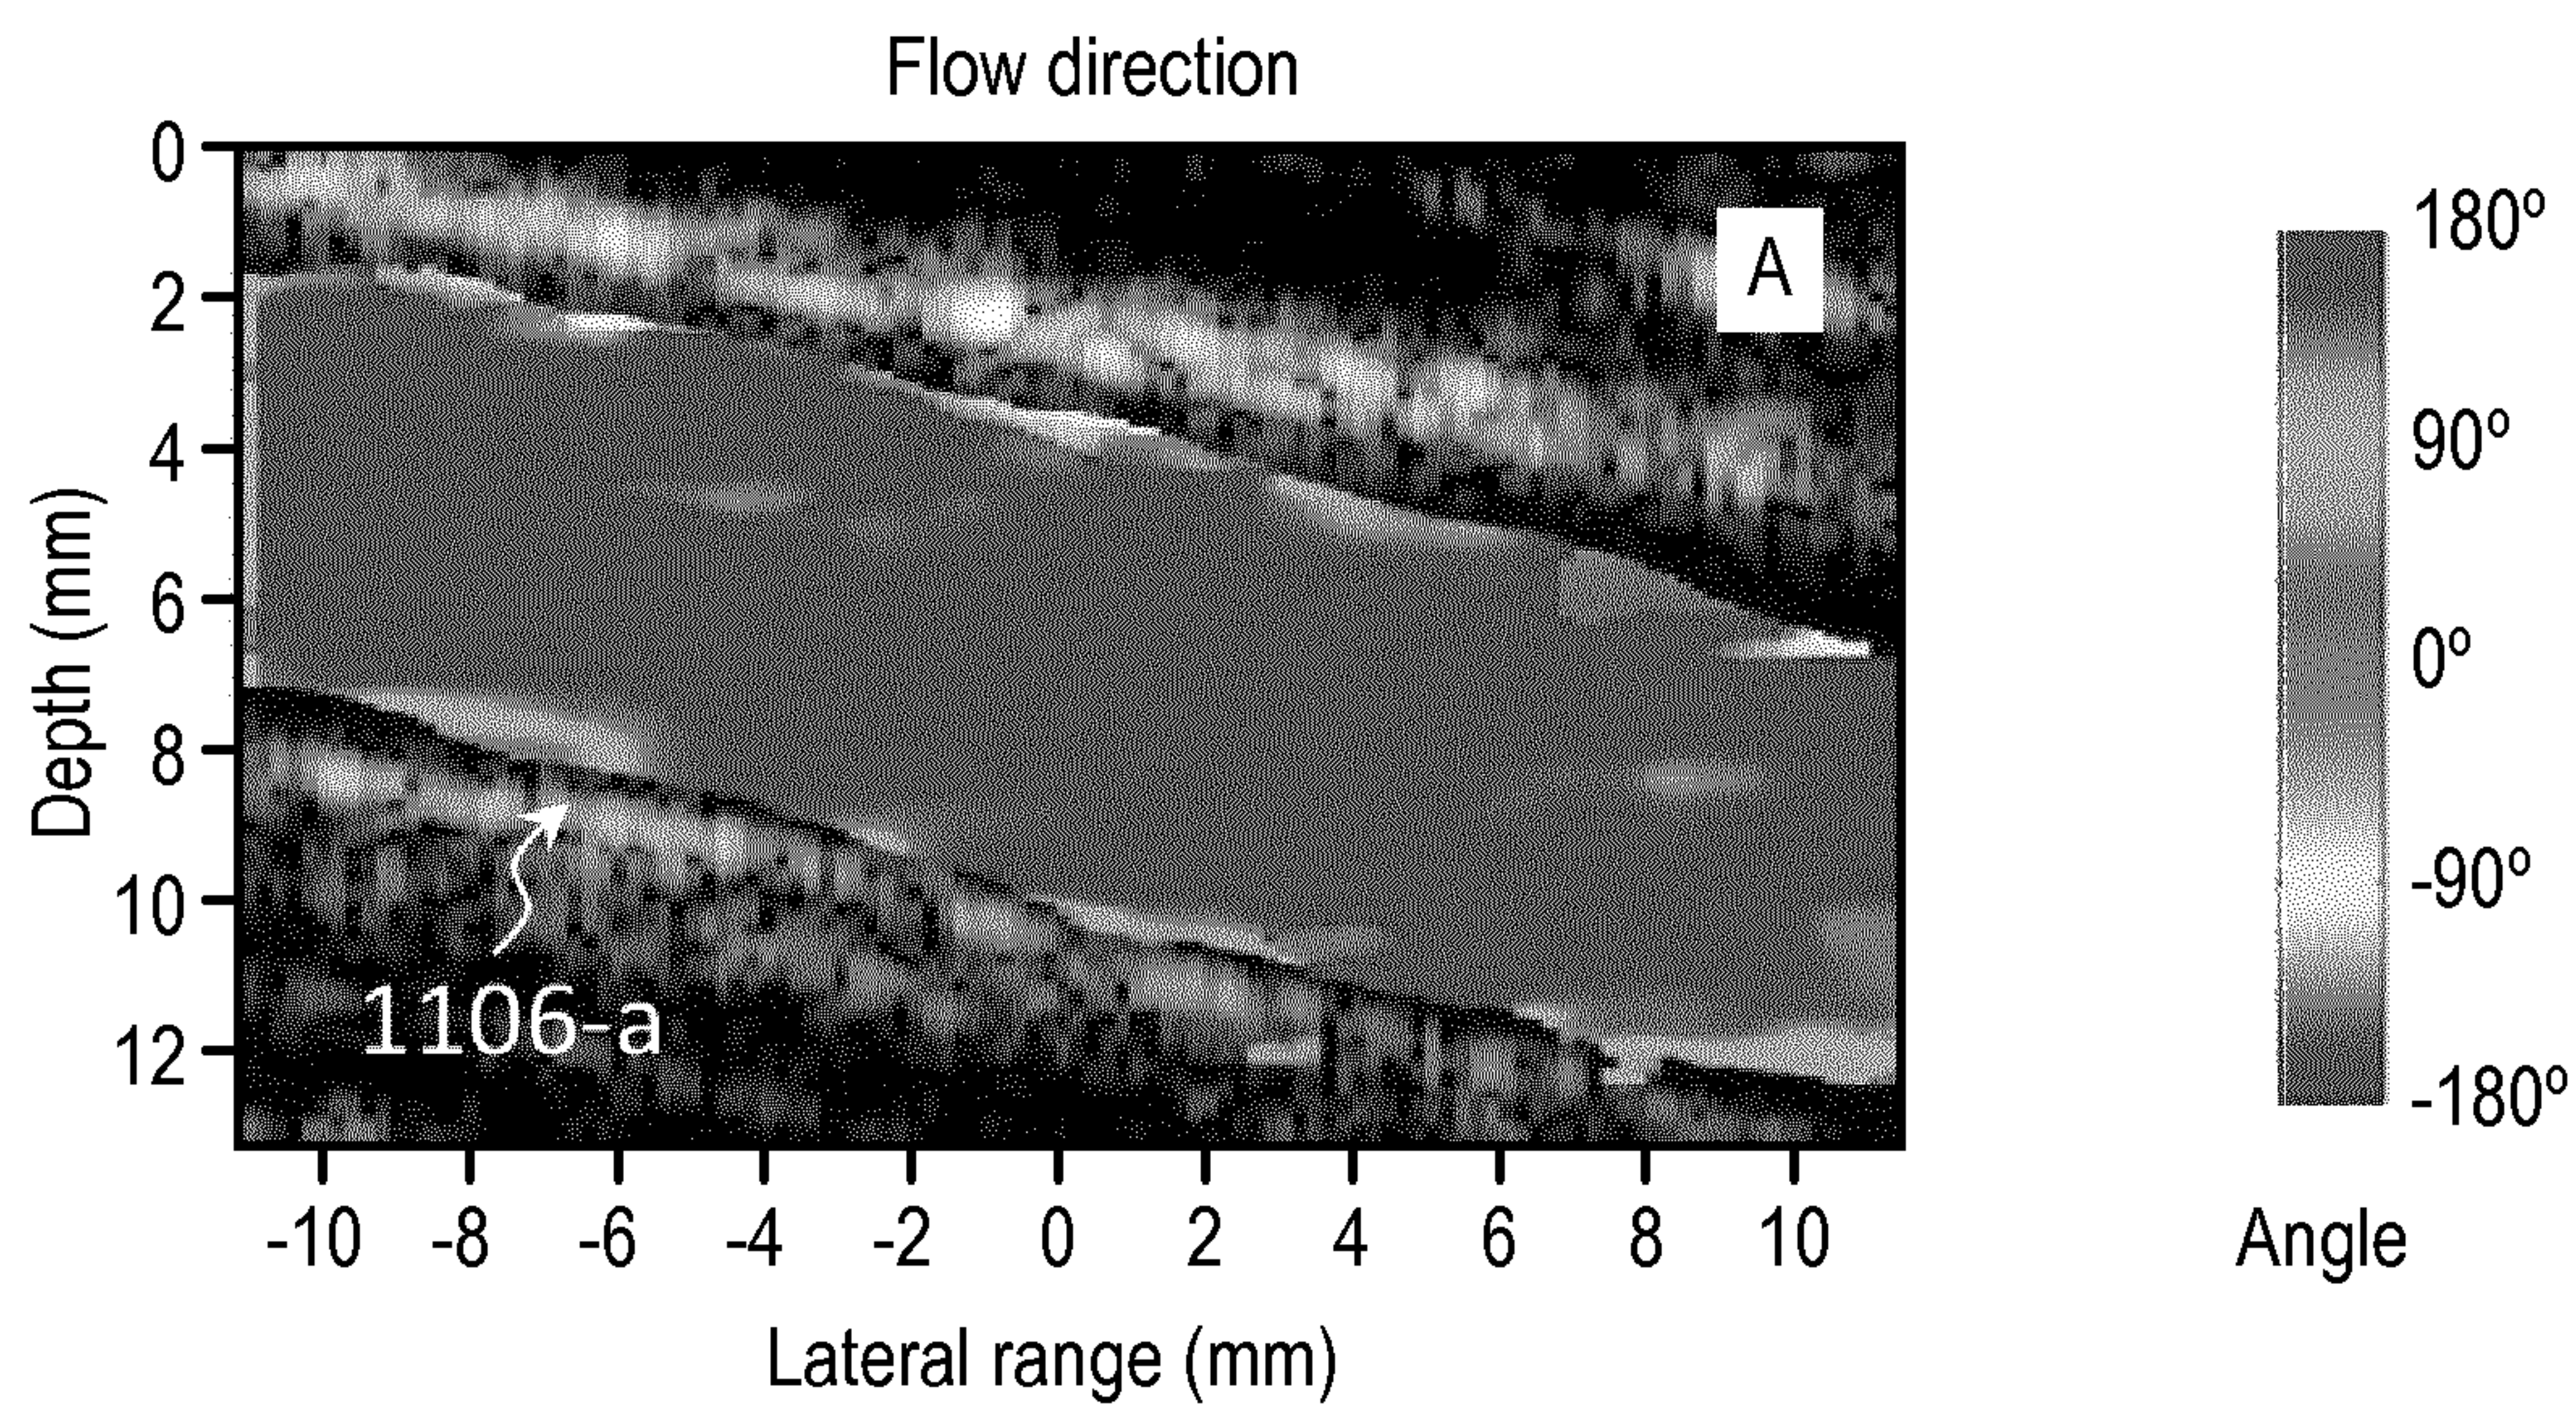 Flow direction
A
0
2
4
6
8
10
12
Depth (mm)
1106-a
-10 -8 -6 -4 -2 0 2 4 6 8 10
Lateral range (mm)
180º
90º
0º
-90º
-180º
Angle